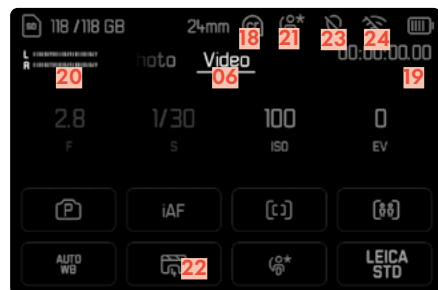 118 / 118 GB 24mm
18 21 23 24
L
R
20 hoto Video 00:00:00.00
06 19
2.8 1/30 100 0
F S ISO EV
P iAF
AUTO WB 22 LEICA STD